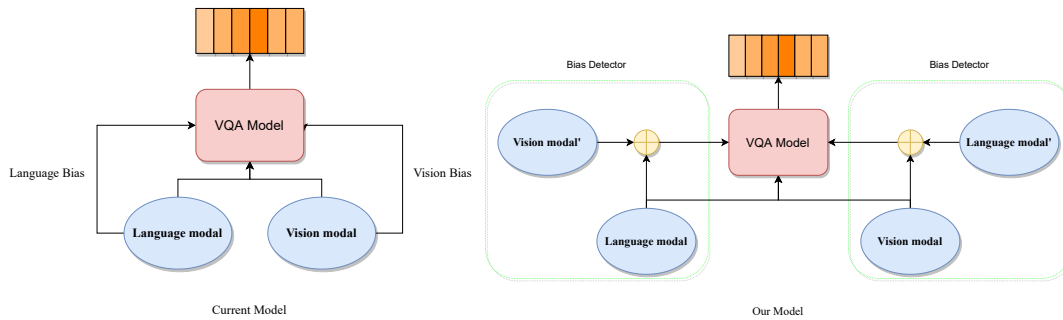 VQA Model
Language Bias
Vision Bias
Language modal
Vision modal
Current Model
Bias Detector
Bias Detector
Vision modal'
VQA Model
Language modal'
Language modal
Vision modal
Our Model